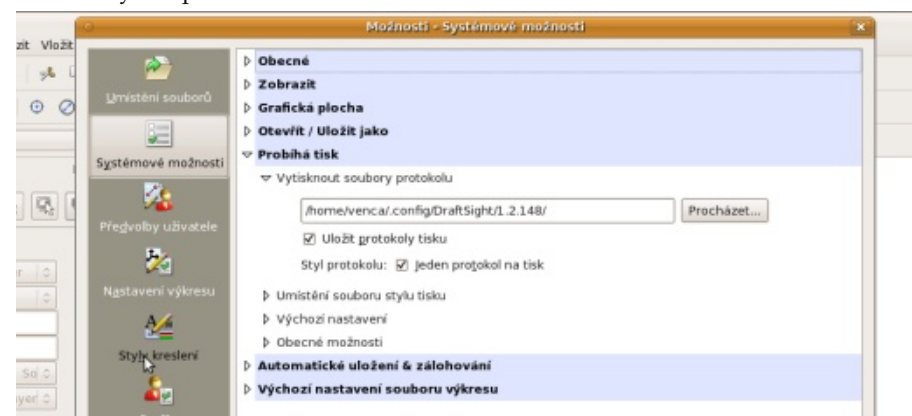 Možnosti - Systémové možnosti
zit Vložit
Umístění souborů
Systémové možnosti
Předvolby uživatele
Nastavení výkresu
Styly kreslení
Obecné
Zobrazit
Grafická plocha
Otevřít / Uložit jako
Probíhá tisk
Vytisknout soubory protokolu
/home/venca/.config/DraftSight/1.2.148/ Procházet...
Uložit protokoly tisku
Styl protokolu: Jeden protokol na tisk
Umístění souboru stylu tisku
Výchozí nastavení
Obecné možnosti
Automatické uložení & zálohování
Výchozí nastavení souboru výkresu